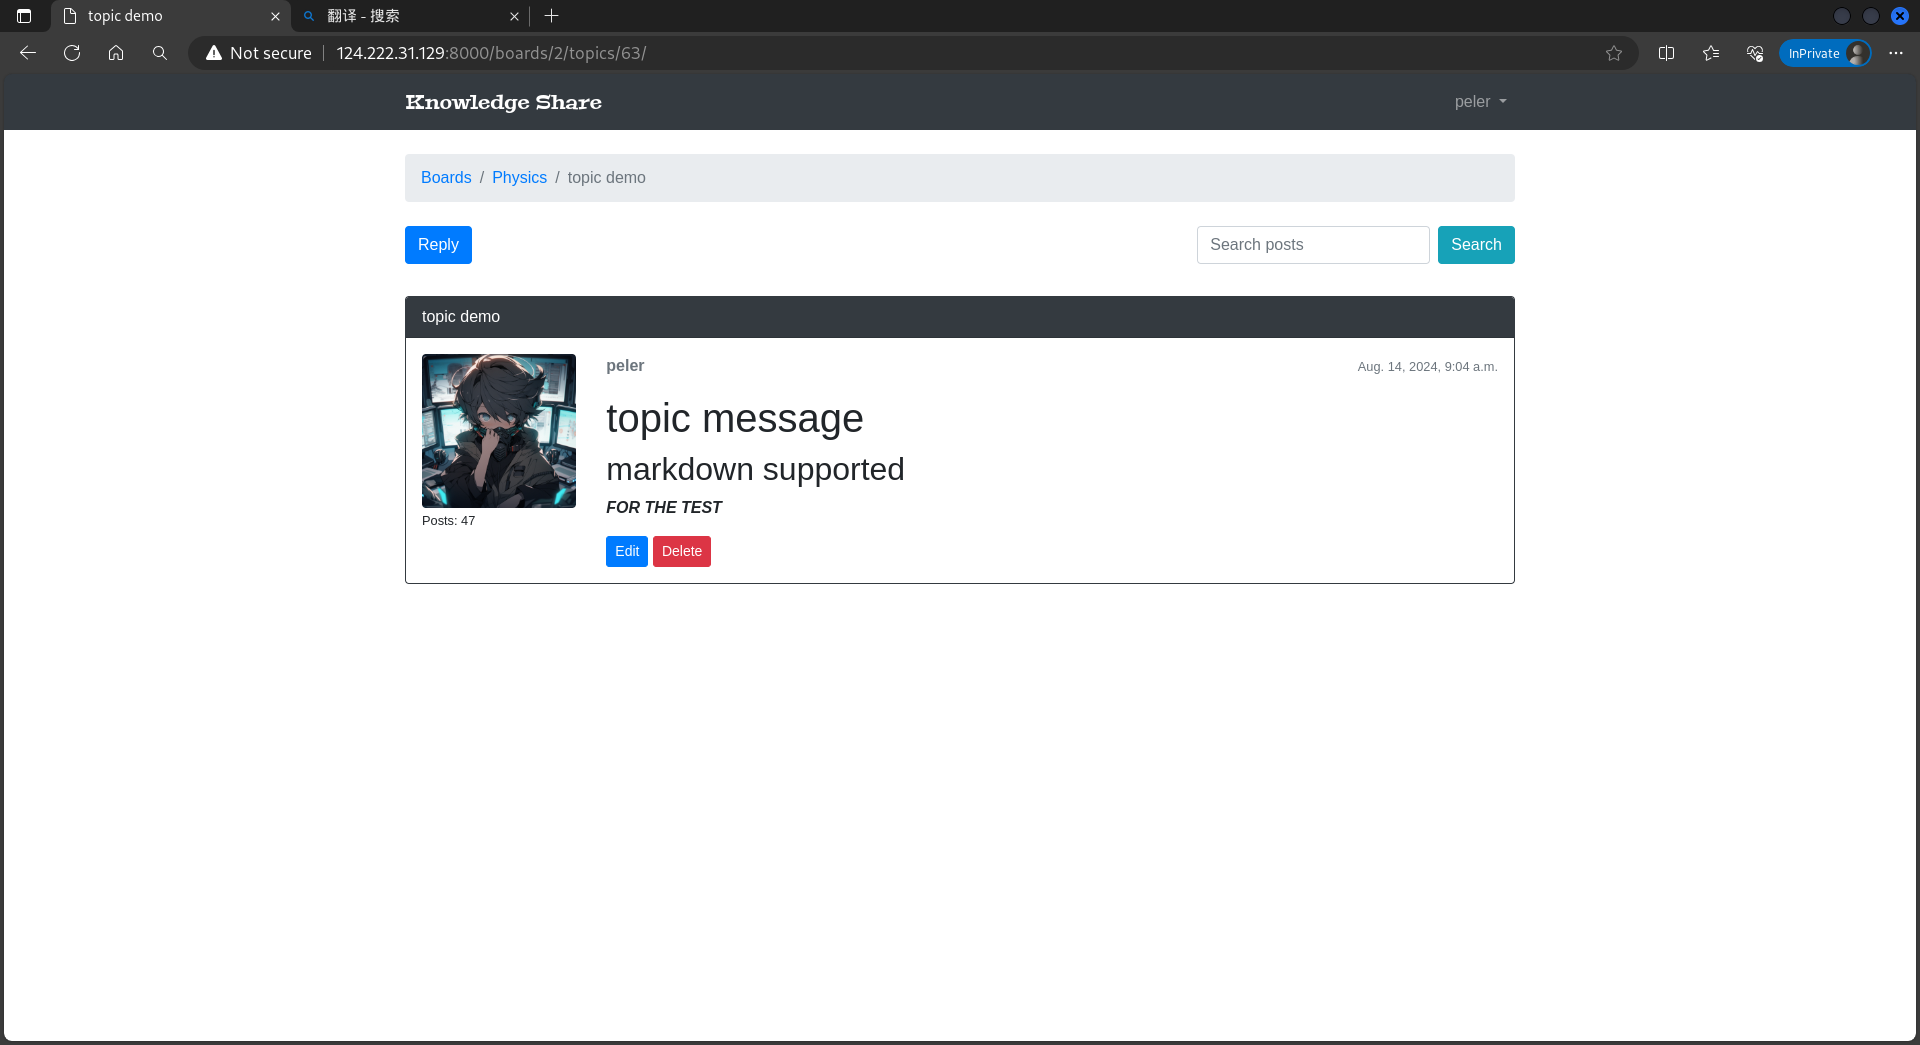 topic demo
翻译 - 搜索
Not secure
124.222.31.129:8000/boards/2/topics/63/
InPrivate
Knowledge Share
peler
Boards / Physics / topic demo
Reply
Search posts
Search
topic demo
peler
Aug. 14, 2024, 9:04 a.m.
topic message
markdown supported
FOR THE TEST
Posts: 47
Edit
Delete